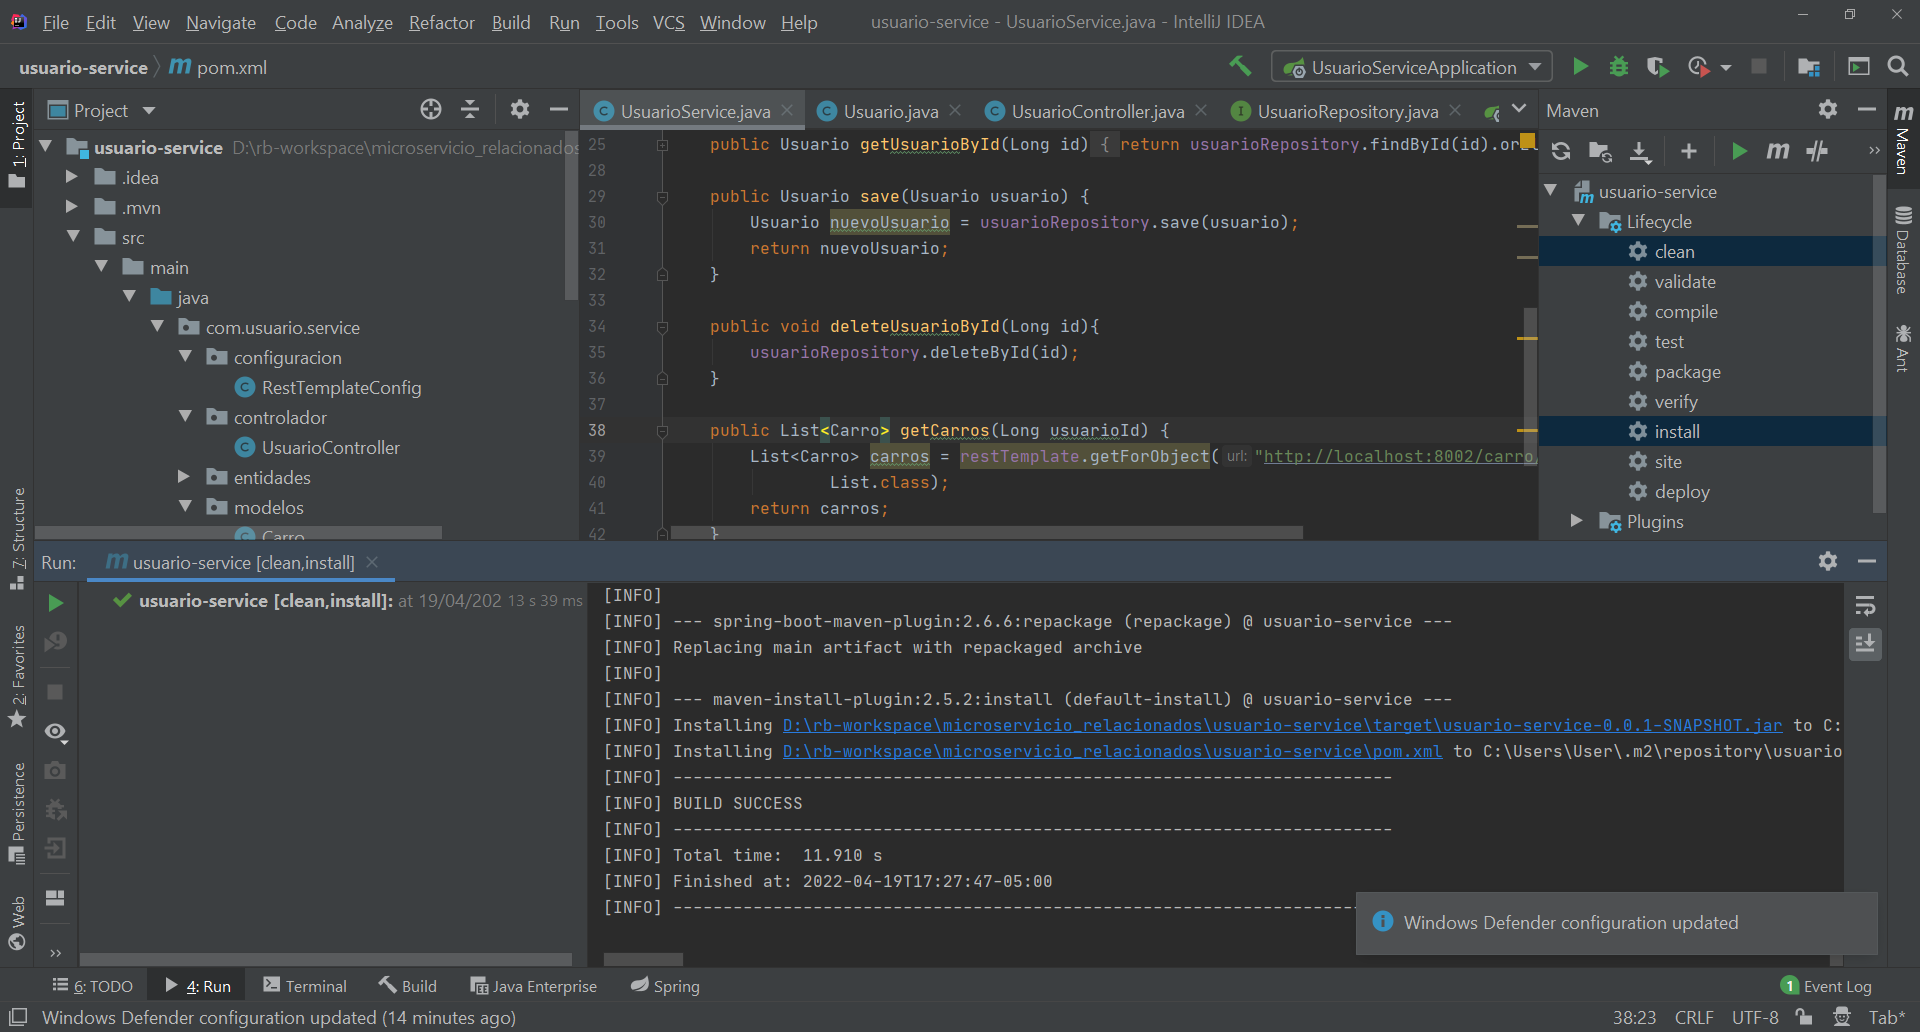 File Edit View Navigate Code Analyze Refactor Build Run Tools VCS Window Help usuario-service - UsuarioService.java - IntelliJ IDEA
usuario-service m pom.xml UsuarioServiceApplication
1: Project
Project
usuario-service D:\rb-workspace\microservicio_relacionados
.idea
.mvn
src
main
java
com.usuario.service
configuracion
RestTemplateConfig
controlador
UsuarioController
entidades
modelos
Carro
UsuarioService.java Usuario.java UsuarioController.java UsuarioRepository.java
25 public Usuario getUsuarioById(Long id) { return usuarioRepository.findById(id).
28
29 public Usuario save(Usuario usuario) {
30 Usuario nuevoUsuario = usuarioRepository.save(usuario);
31 return nuevoUsuario;
32 }
33
34 public void deleteUsuarioById(Long id){
35 usuarioRepository.deleteById(id);
36 }
37
38 public List<Carro> getCarros(Long usuarioId) {
39 List<Carro> carros = restTemplate.getForObject( url: "http://localhost:8002/carro/
40 List.class);
41 return carros;
42 }
Maven
usuario-service
Lifecycle
clean
validate
compile
test
package
verify
install
site
deploy
Plugins
Maven
Database
Ant
7: Structure
2: Favorites
Persistence
Web
Run: m usuario-service [clean,install]
usuario-service [clean,install]: at 19/04/202 13 s 39 ms
[INFO]
[INFO] --- spring-boot-maven-plugin:2.6.6:repackage (repackage) @ usuario-service ---
[INFO] Replacing main artifact with repackaged archive
[INFO]
[INFO] --- maven-install-plugin:2.5.2:install (default-install) @ usuario-service ---
[INFO] Installing D:\rb-workspace\microservicio_relacionados\usuario-service\target\usuario-service-0.0.1-SNAPSHOT.jar to C:
[INFO] Installing D:\rb-workspace\microservicio_relacionados\usuario-service\pom.xml to C:\Users\User\.m2\repository\usuario
[INFO] ------------------------------------------------------------------------
[INFO] BUILD SUCCESS
[INFO] ------------------------------------------------------------------------
[INFO] Total time:  11.910 s
[INFO] Finished at: 2022-04-19T17:27:47-05:00
[INFO] ------------------------------------------------------------------------
Windows Defender configuration updated
6: TODO 4: Run Terminal Build Java Enterprise Spring 1 Event Log
Windows Defender configuration updated (14 minutes ago) 38:23 CRLF UTF-8 Tab*